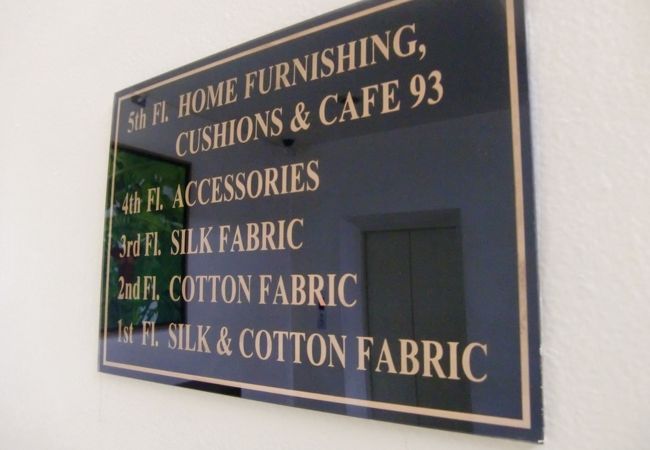 5th Fl. HOME FURNISHING,
CUSHIONS & CAFE 93
4th Fl. ACCESSORIES
3rd Fl. SILK FABRIC
2nd Fl. COTTON FABRIC
1st Fl. SILK & COTTON FABRIC